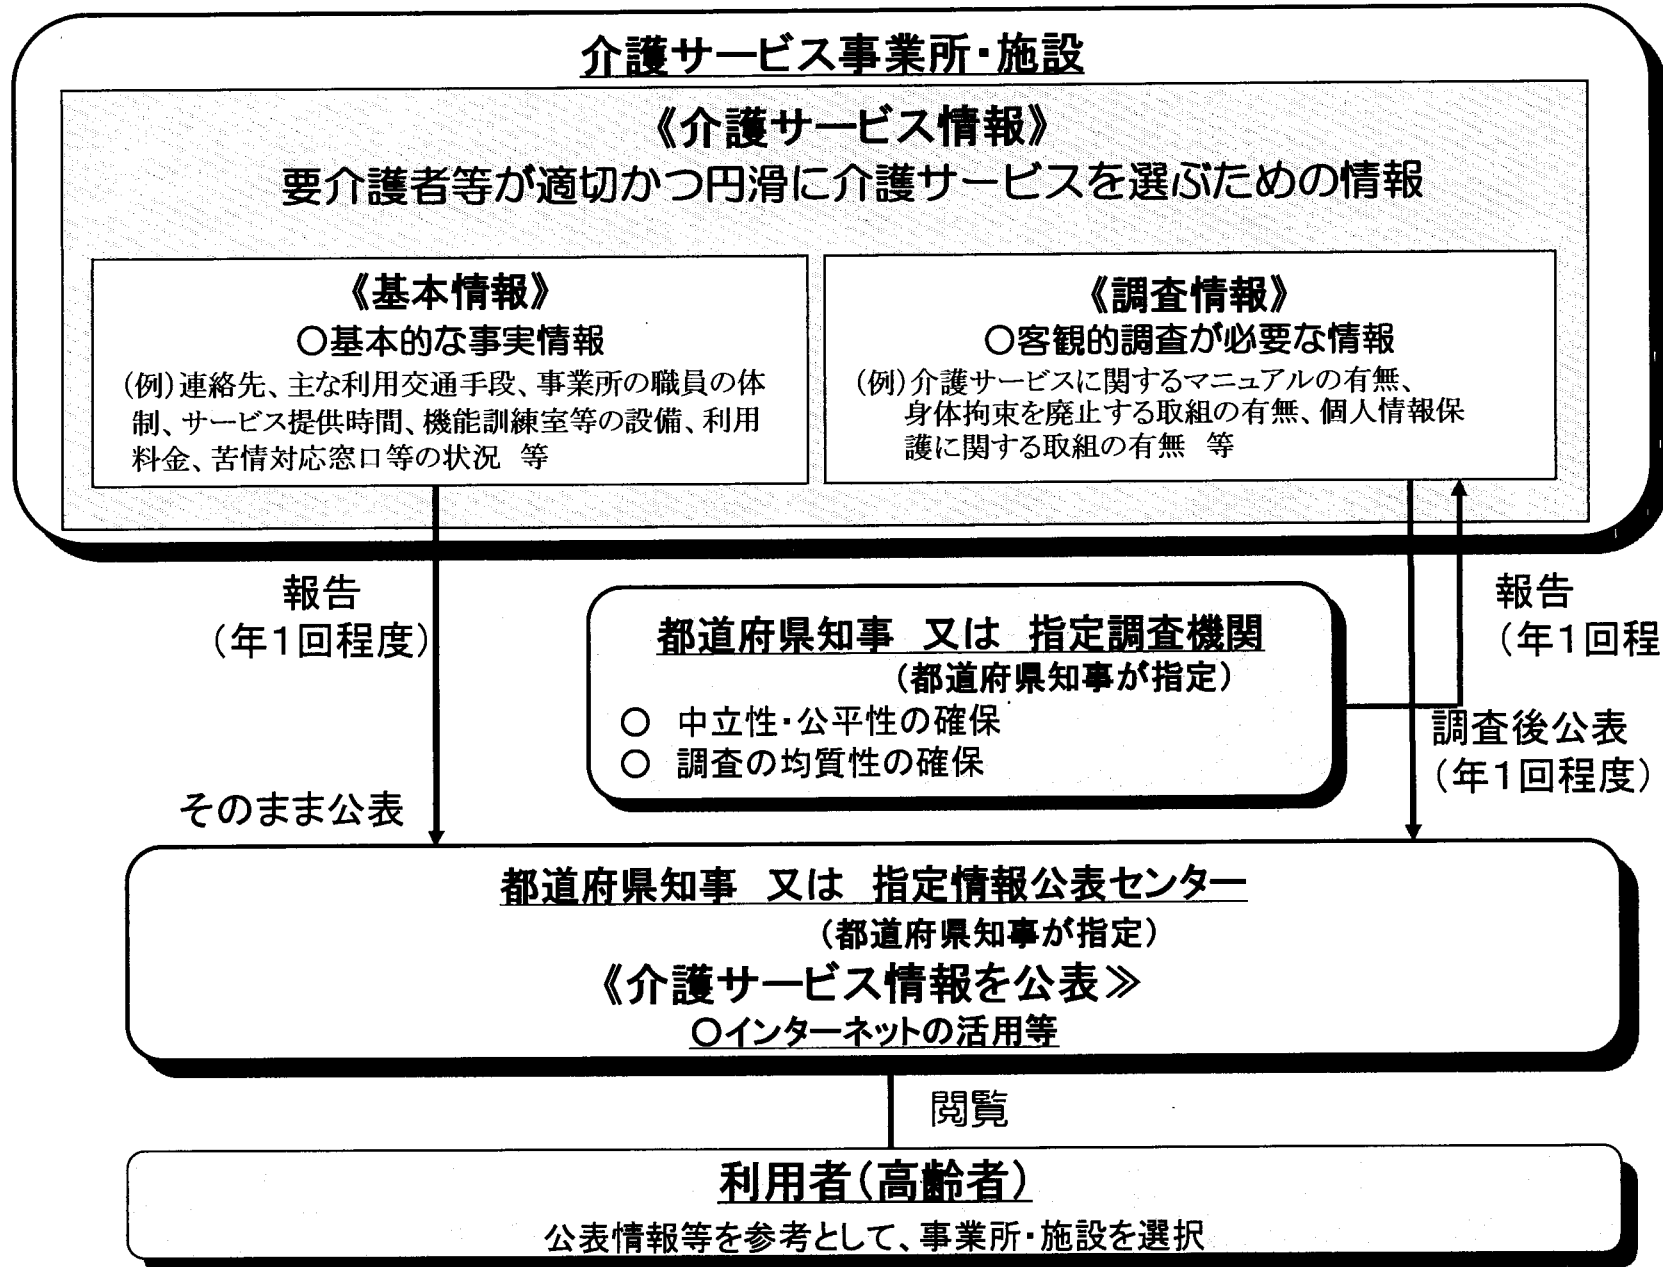 介護サービス事業所・施設
《介護サービス情報》
要介護者等が適切かつ円滑に介護サービスを選ぶための情報
《基本情報》
○基本的な事実情報
(例)連絡先、主な利用交通手段、事業所の職員の体
制、サービス提供時間、機能訓練室等の設備、利用
料金、苦情対応窓口等の状況 等
《調査情報》
○客観的調査が必要な情報
(例)介護サービスに関するマニュアルの有無、
身体拘束を廃止する取組の有無、個人情報保
護に関する取組の有無 等
報告
(年1回程度)
そのまま公表
都道府県知事 又は 指定調査機関
(都道府県知事が指定)
○ 中立性・公平性の確保
○ 調査の均質性の確保
報告
(年1回程
調査後公表
(年1回程度)
都道府県知事 又は 指定情報公表センター
(都道府県知事が指定)
《介護サービス情報を公表≫
○インターネットの活用等
閲覧
利用者(高齢者)
公表情報等を参考として、事業所・施設を選択